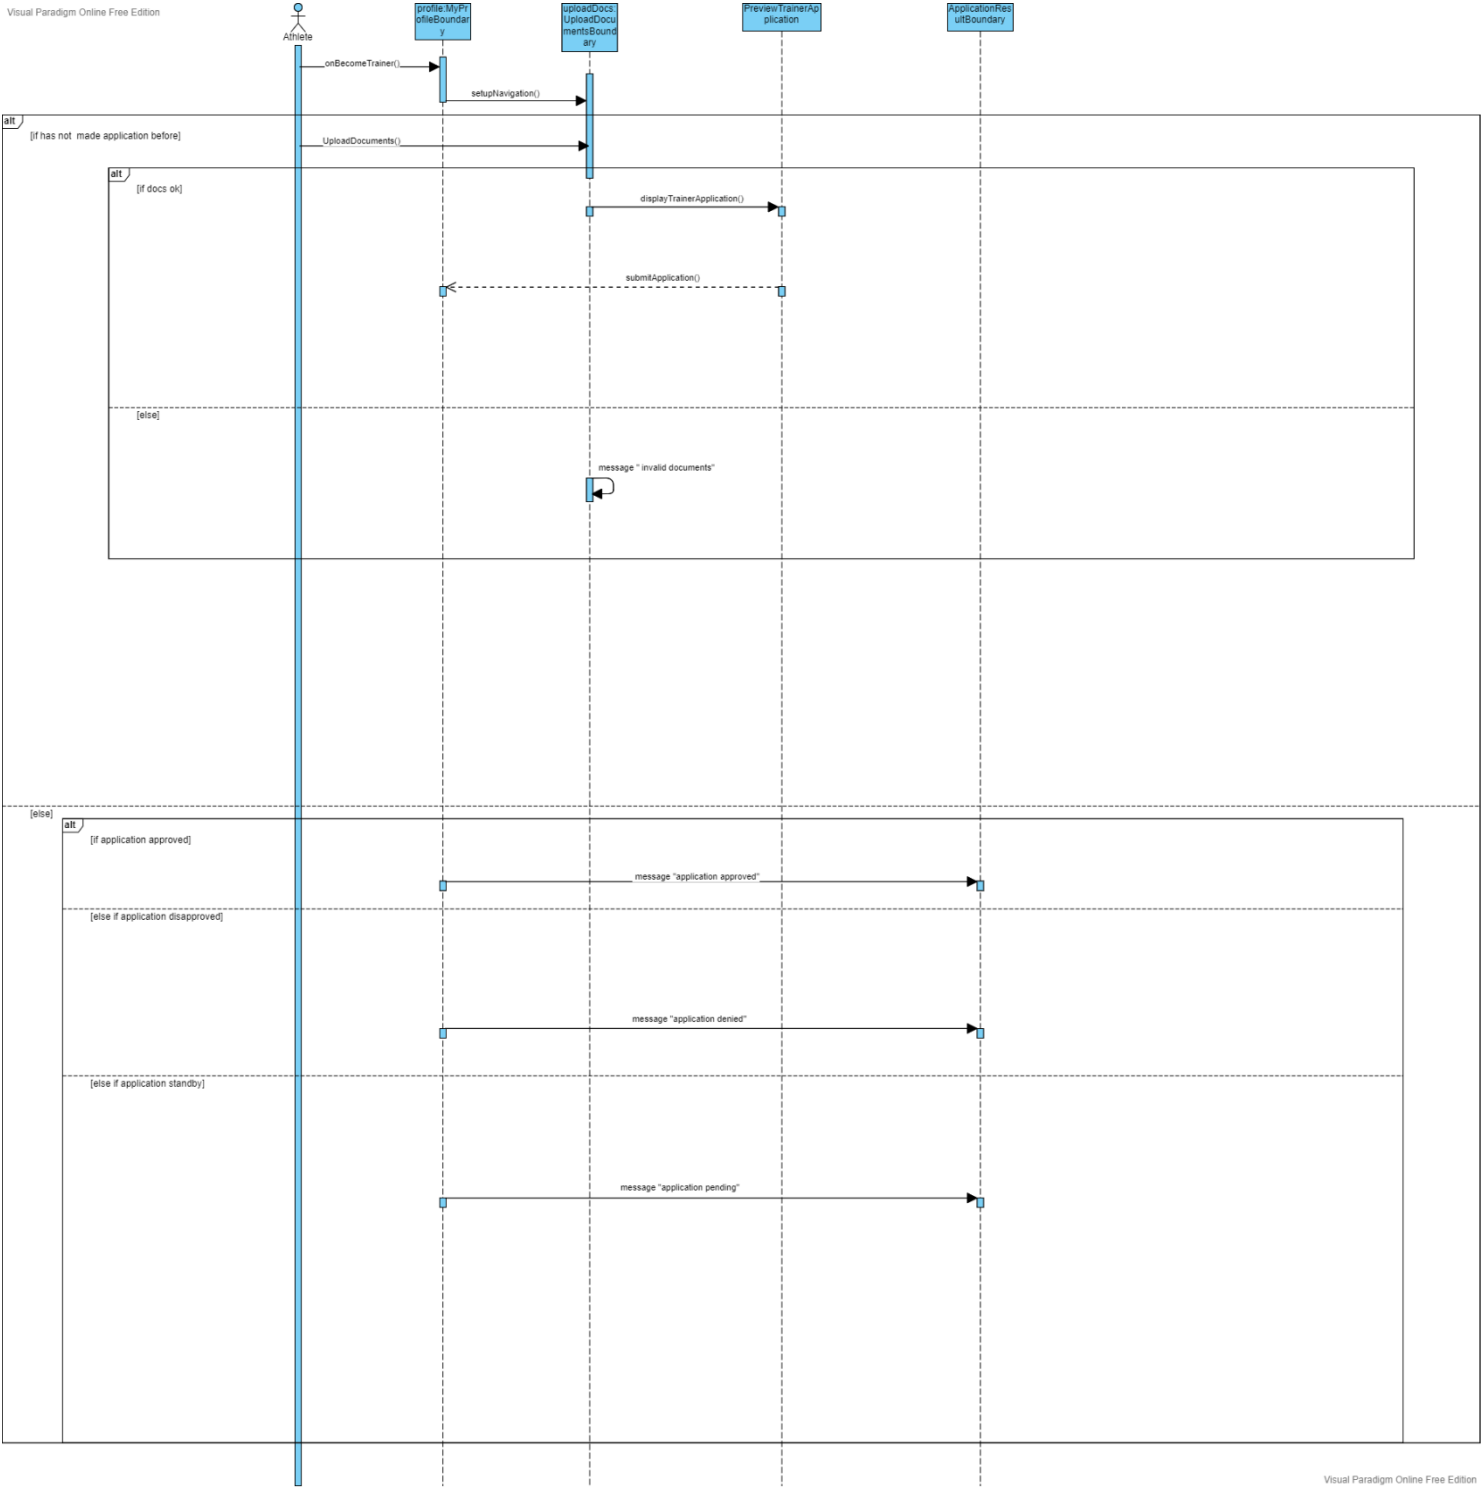 Visual Paradigm Online Free Edition
Athlete
profile:MyPr
ofileBoundar
y
uploadDocs:
UploadDocu
mentsBound
ary
PreviewTrainerAp
plication
ApplicationRes
ultBoundary
onBecomeTrainer()
setupNavigation()
alt
[if has not  made application before]
UploadDocuments()
alt
[if docs ok]
displayTrainerApplication()
submitApplication()
[else]
message " invalid documents"
[else]
alt
[if application approved]
message "application approved"
[else if application disapproved]
message "application denied"
[else if application standby]
message "application pending"
Visual Paradigm Online Free Edition